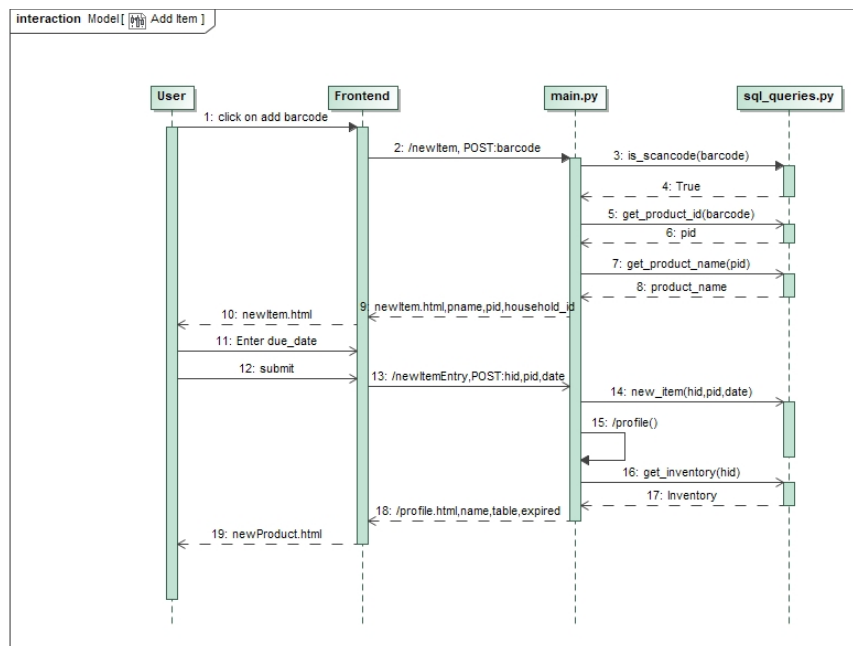 interaction Model[ Add Item ]
User
Frontend
main.py
sql_queries.py
1: click on add barcode
2: /newItem, POST:barcode
3: is_scancode(barcode)
4: True
5: get_product_id(barcode)
6: pid
7: get_product_name(pid)
8: product_name
9: newItem.html,pname,pid,household_id
10: newItem.html
11: Enter due_date
12: submit
13: /newItemEntry,POST:hid,pid,date
14: new_item(hid,pid,date)
15: /profile()
16: get_inventory(hid)
17: Inventory
18: /profile.html,name,table,expired
19: newProduct.html